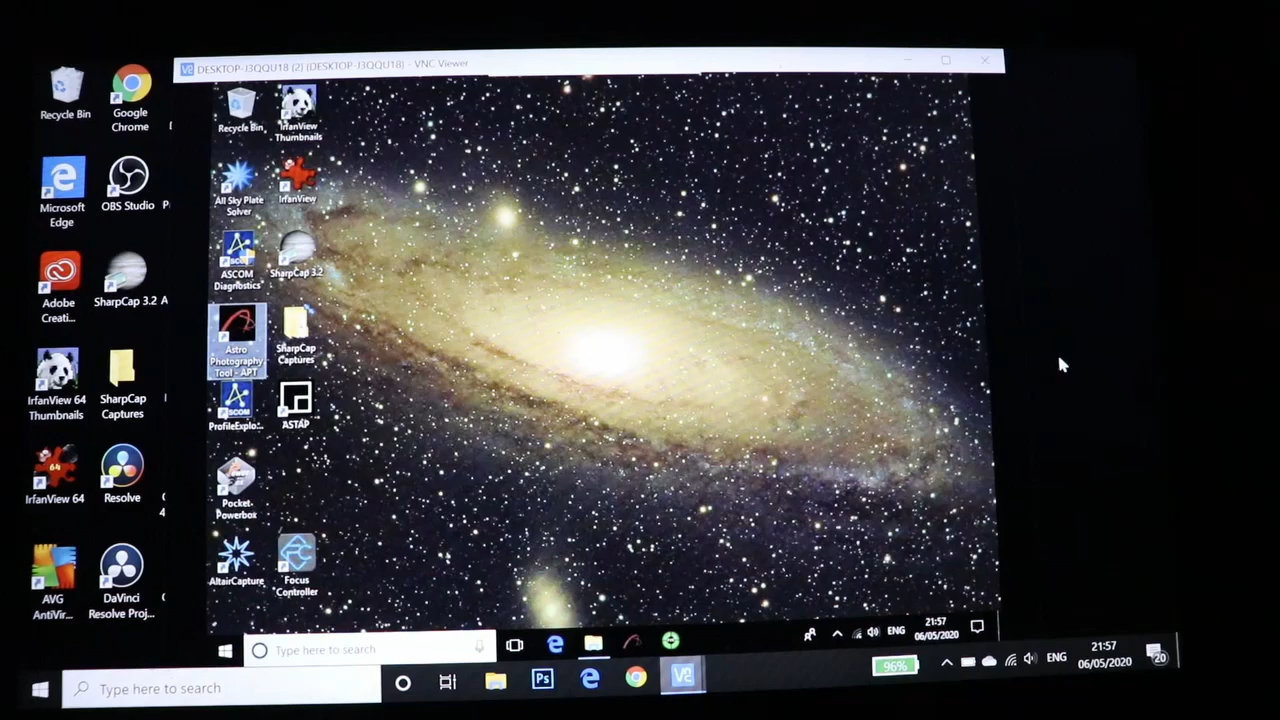 DESKTOP-J3QQU18 (2) (DESKTOP-J3QQU18) - VNC Viewer
Recycle Bin
Google
Chrome
Microsoft
Edge
OBS Studio
Adobe
Creati...
SharpCap 3.2
IrfanView 64
Thumbnails
SharpCap
Captures
64
IrfanView 64
Resolve
AVG
AntiVir...
DaVinci
Resolve Proj...
Recycle Bin
IrfanView
Thumbnails
All Sky Plate
Solver
IrfanView
ASCOM
Diagnostics
SharpCap 3.2
Astro
Photography
Tool - APT
SharpCap
Captures
ProfileExplo...
ASTAP
Pocket-
Powerbox
AltairCapture
FC
Focus
Controller
Type here to search
ENG
21:57
06/05/2020
Type here to search
Ps
96%
ENG
21:57
06/05/2020
20